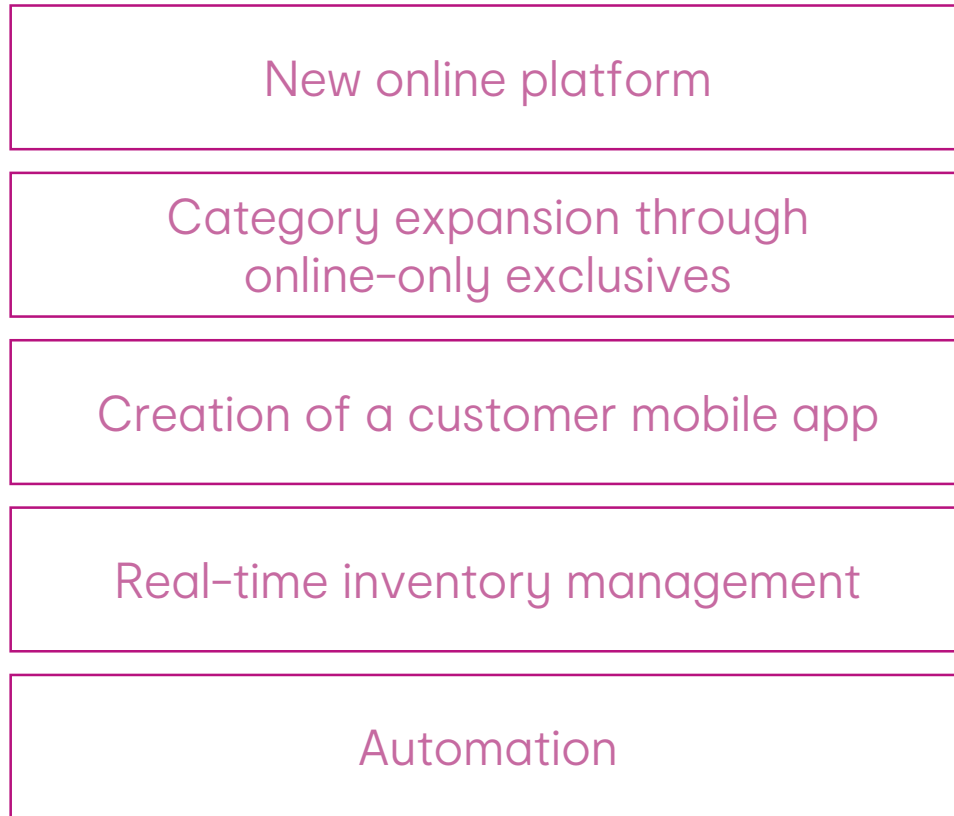 New online platform
Category expansion through
online-only exclusives
Creation of a customer mobile app
Real-time inventory management
Automation